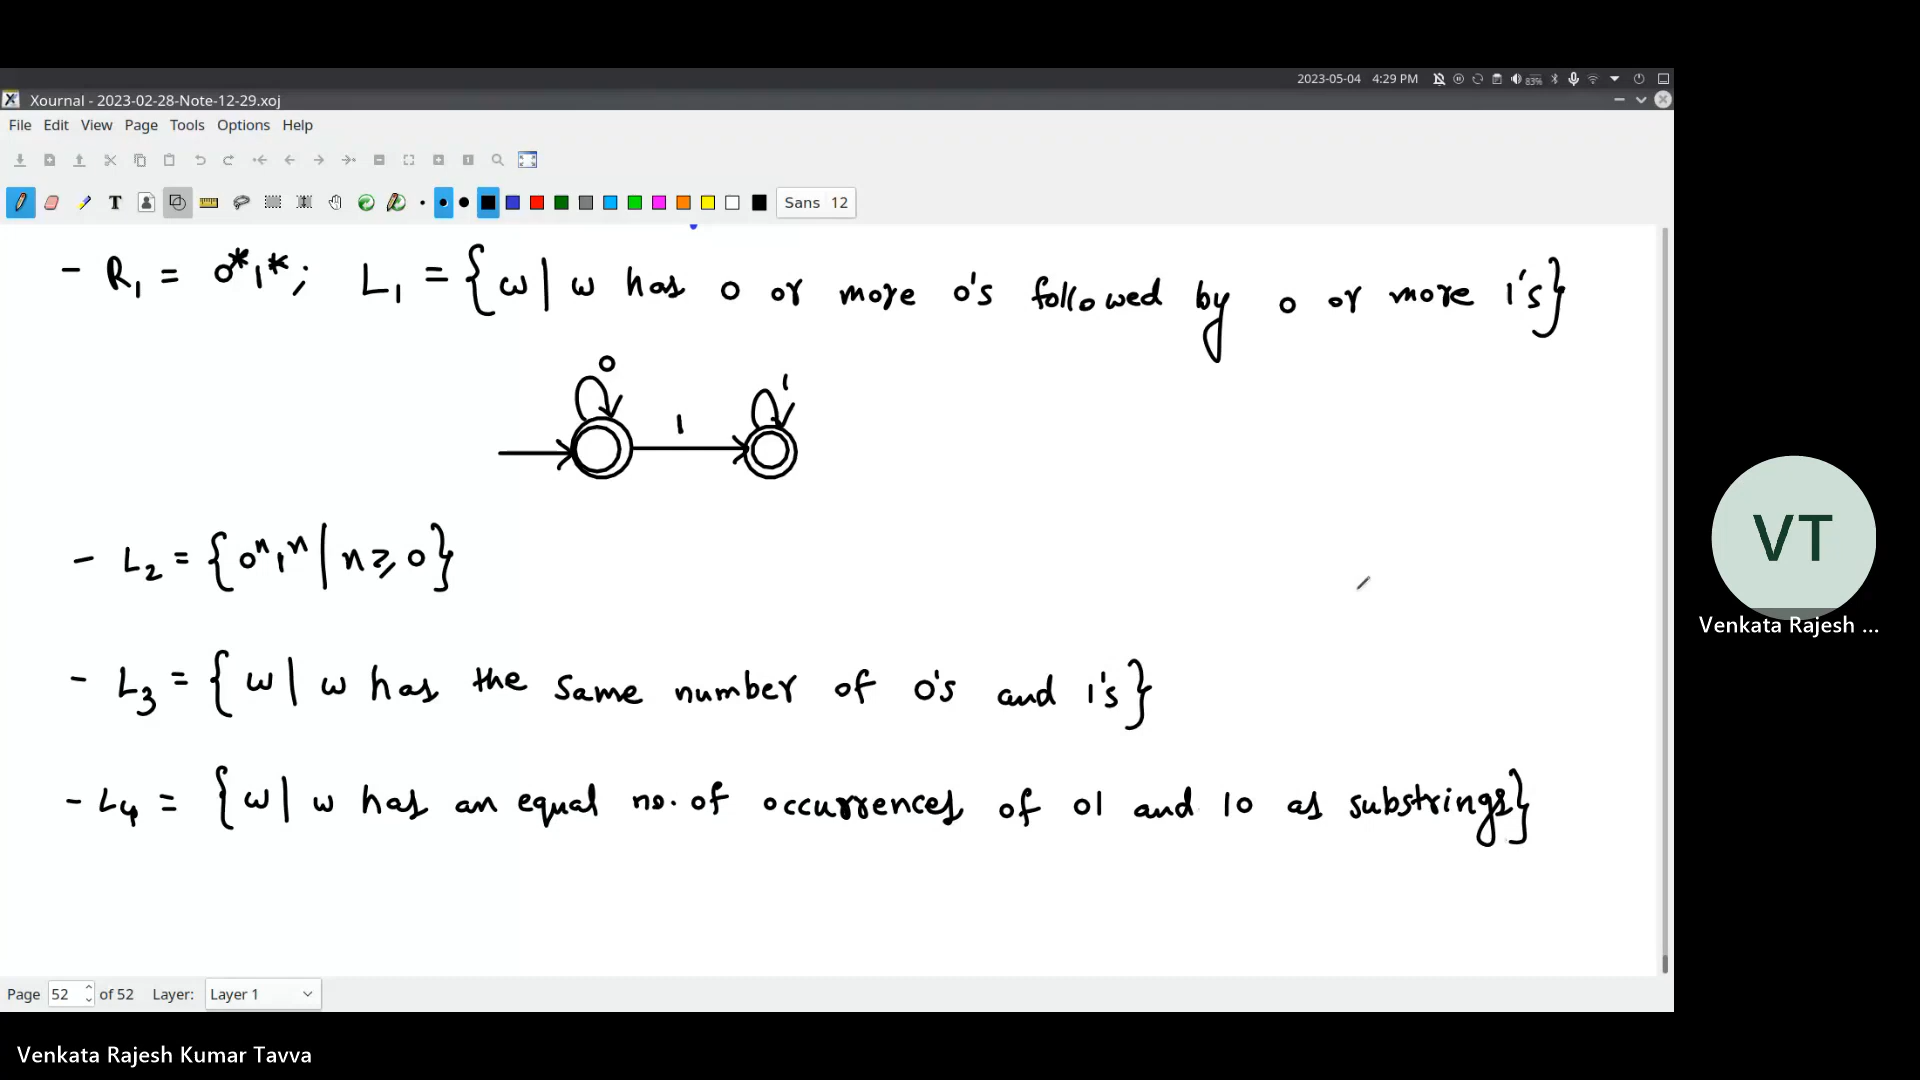 2023-05-04 4:29 PM 83%
Xournal - 2023-02-28-Note-12-29.xoj
File Edit View Page Tools Options Help
Sans 12
- R₁ = 0*1*; L₁ = {w | w has 0 or more 0's followed by 0 or more 1's}
0 1 1
- L₂ = {0ⁿ1ⁿ | n ≥ 0}
- L₃ = {w | w has the same number of 0's and 1's}
- L₄ = {w | w has an equal no. of occurrences of 01 and 10 as substrings}
VT
Venkata Rajesh ...
Page 52 of 52 Layer: Layer 1
Venkata Rajesh Kumar Tavva